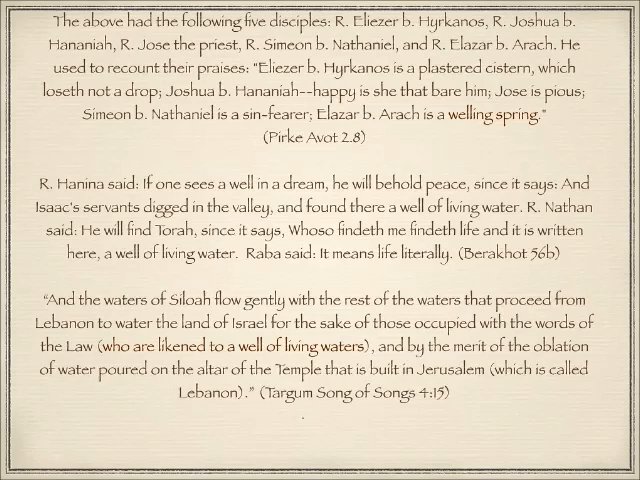 The above had the following five disciples: R. Eliezer b. Hyrkanos, R. Joshua b.
Hananiah, R. Jose the priest, R. Simeon b. Nathaniel, and R. Elazar b. Arach. He
used to recount their praises: "Eliezer b. Hyrkanos is a plastered cistern, which
loseth not a drop; Joshua b. Hananiah--happy is she that bare him; Jose is pious;
Simeon b. Nathaniel is a sin-fearer; Elazar b. Arach is a welling spring."
(Pirke Avot 2.8)
R. Hanina said: If one sees a well in a dream, he will behold peace, since it says: And
Isaac's servants digged in the valley, and found there a well of living water. R. Nathan
said: He will find Torah, since it says, Whoso findeth me findeth life and it is written
here, a well of living water. Raba said: It means life literally. (Berakhot 56b)
“And the waters of Siloah flow gently with the rest of the waters that proceed from
Lebanon to water the land of Israel for the sake of those occupied with the words of
the Law (who are likened to a well of living waters), and by the merit of the oblation
of water poured on the altar of the Temple that is built in Jerusalem (which is called
Lebanon).” (Targum Song of Songs 4:15)
.